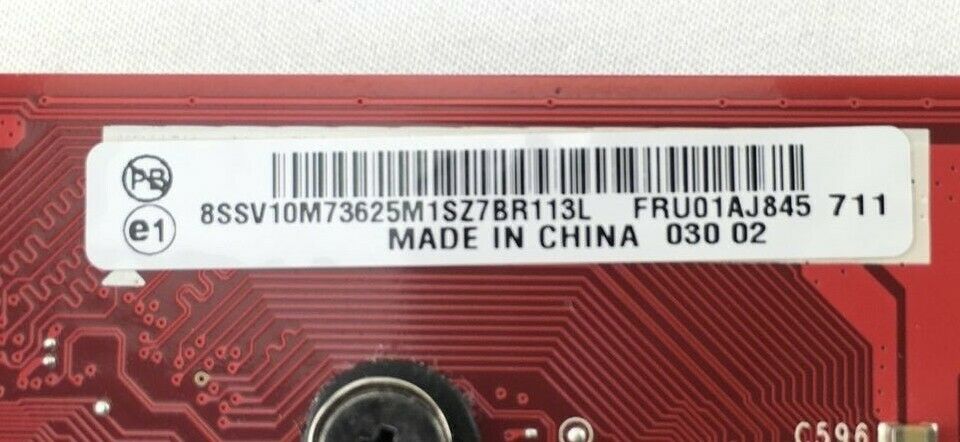 Pb
8SSV10M73625M1SZ7BR113L FRU01AJ845 711
e1
MADE IN CHINA 030 02
C596